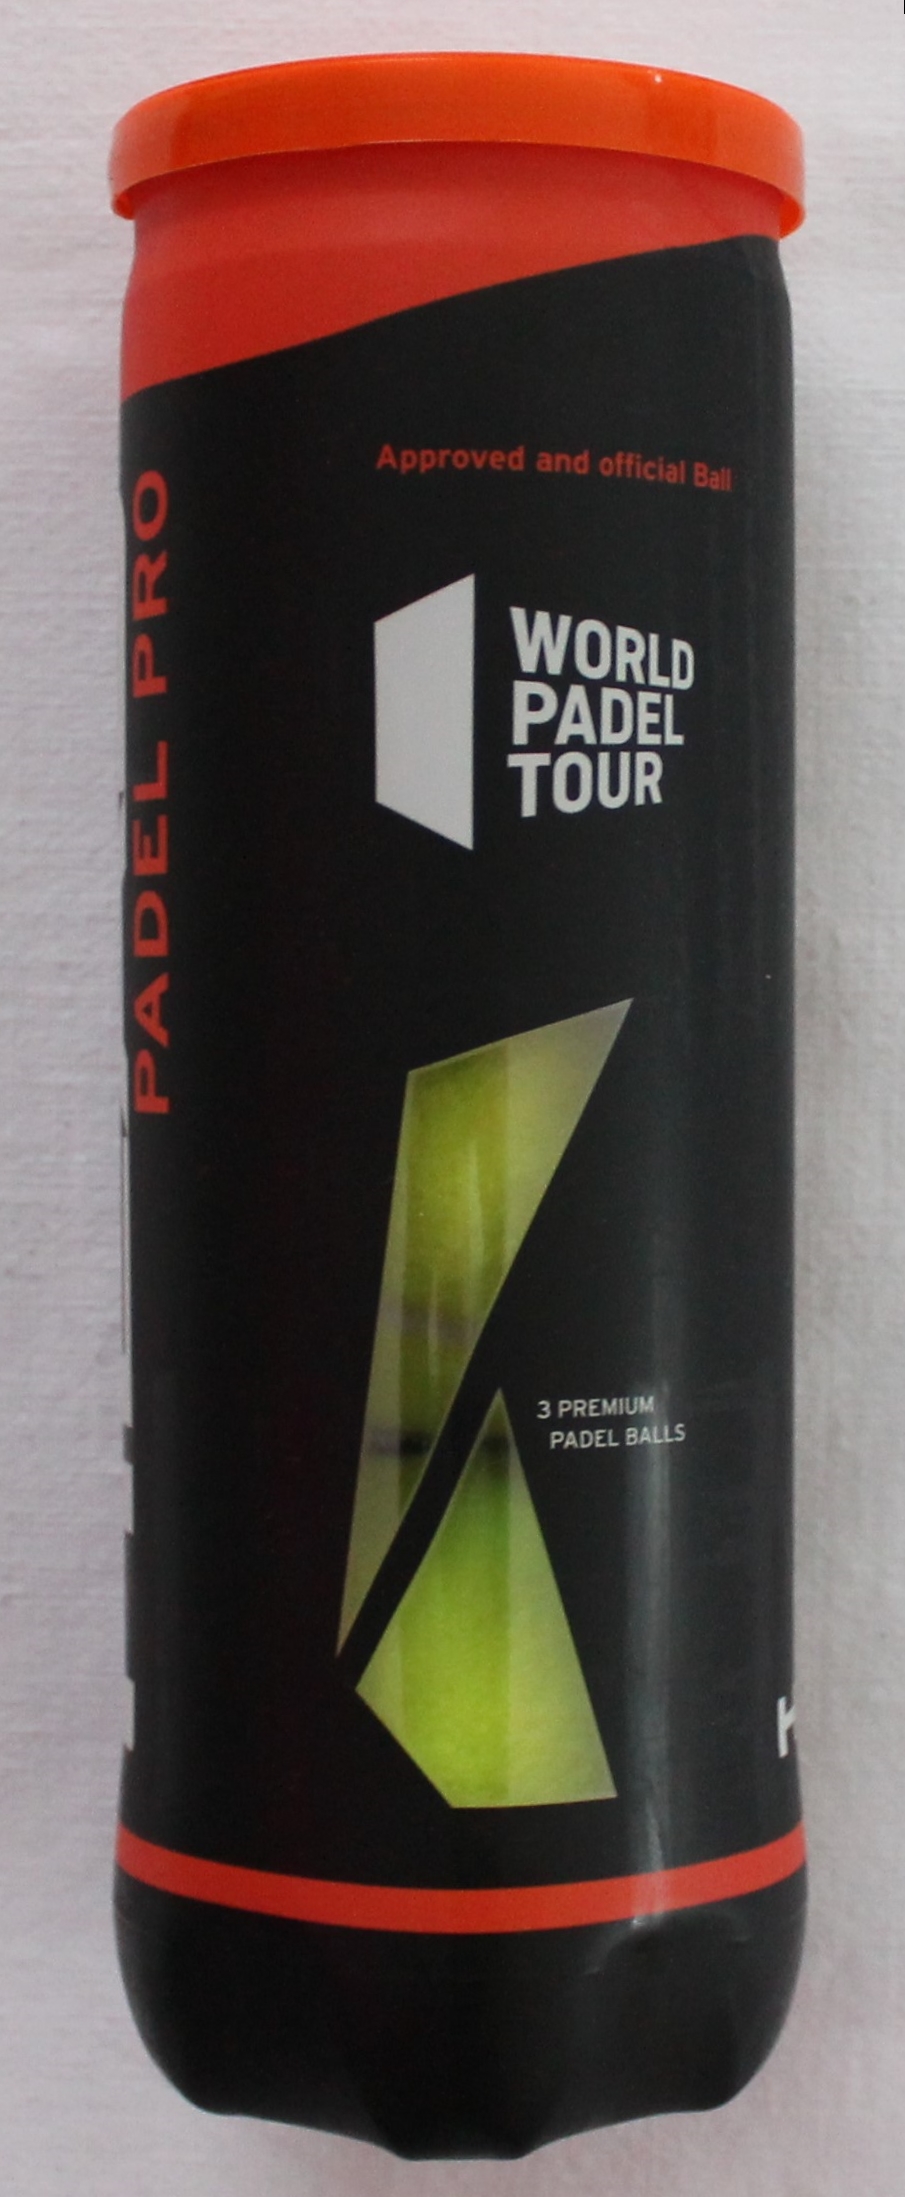 Approved and official Ball
WORLD
PADEL
TOUR
PADEL PRO
3 PREMIUM
PADEL BALLS
H